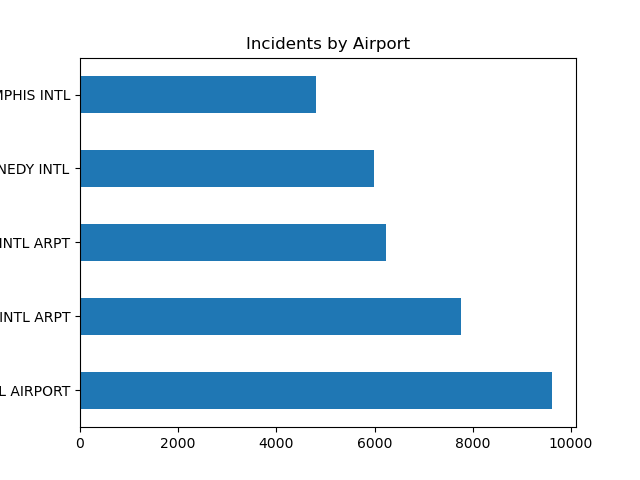 Incidents by Airport
MPHIS INTL
NEDY INTL
INTL ARPT
INTL ARPT
L AIRPORT
0 2000 4000 6000 8000 10000